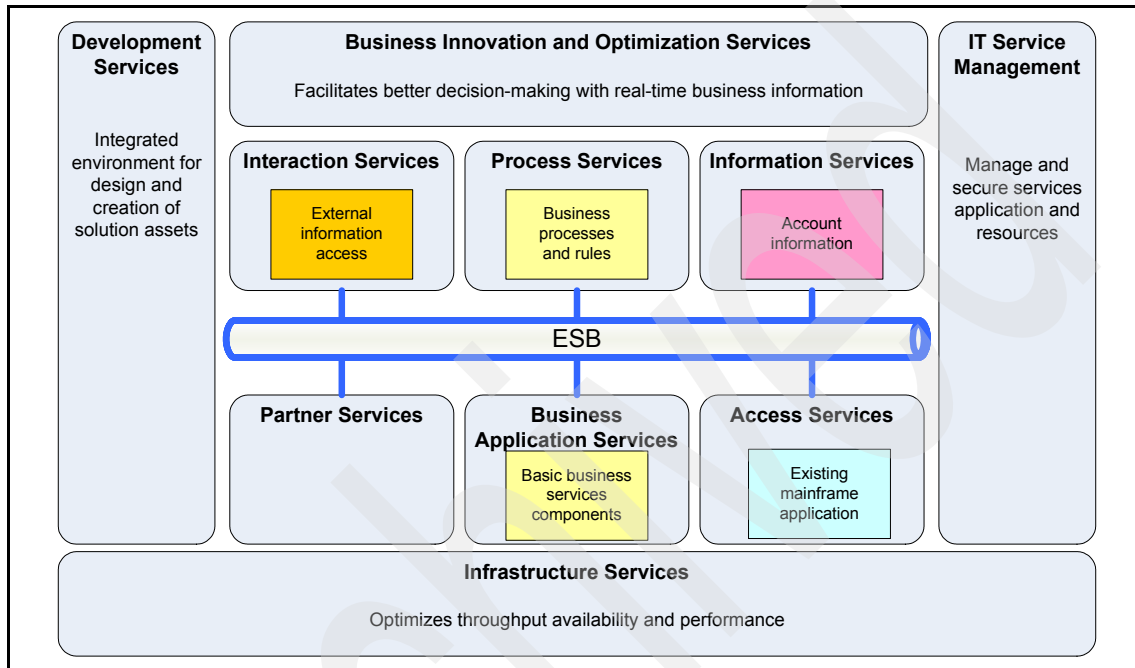 Development
Services
Integrated
environment for
design and
creation of
solution assets
Business Innovation and Optimization Services
Facilitates better decision-making with real-time business information
IT Service
Management
Manage and
secure services
application and
resources
Interaction Services
External
information
access
Process Services
Business
processes
and rules
Information Services
Account
information
ESB
Partner Services
Business
Application Services
Basic business
services
components
Access Services
Existing
mainframe
application
Infrastructure Services
Optimizes throughput availability and performance